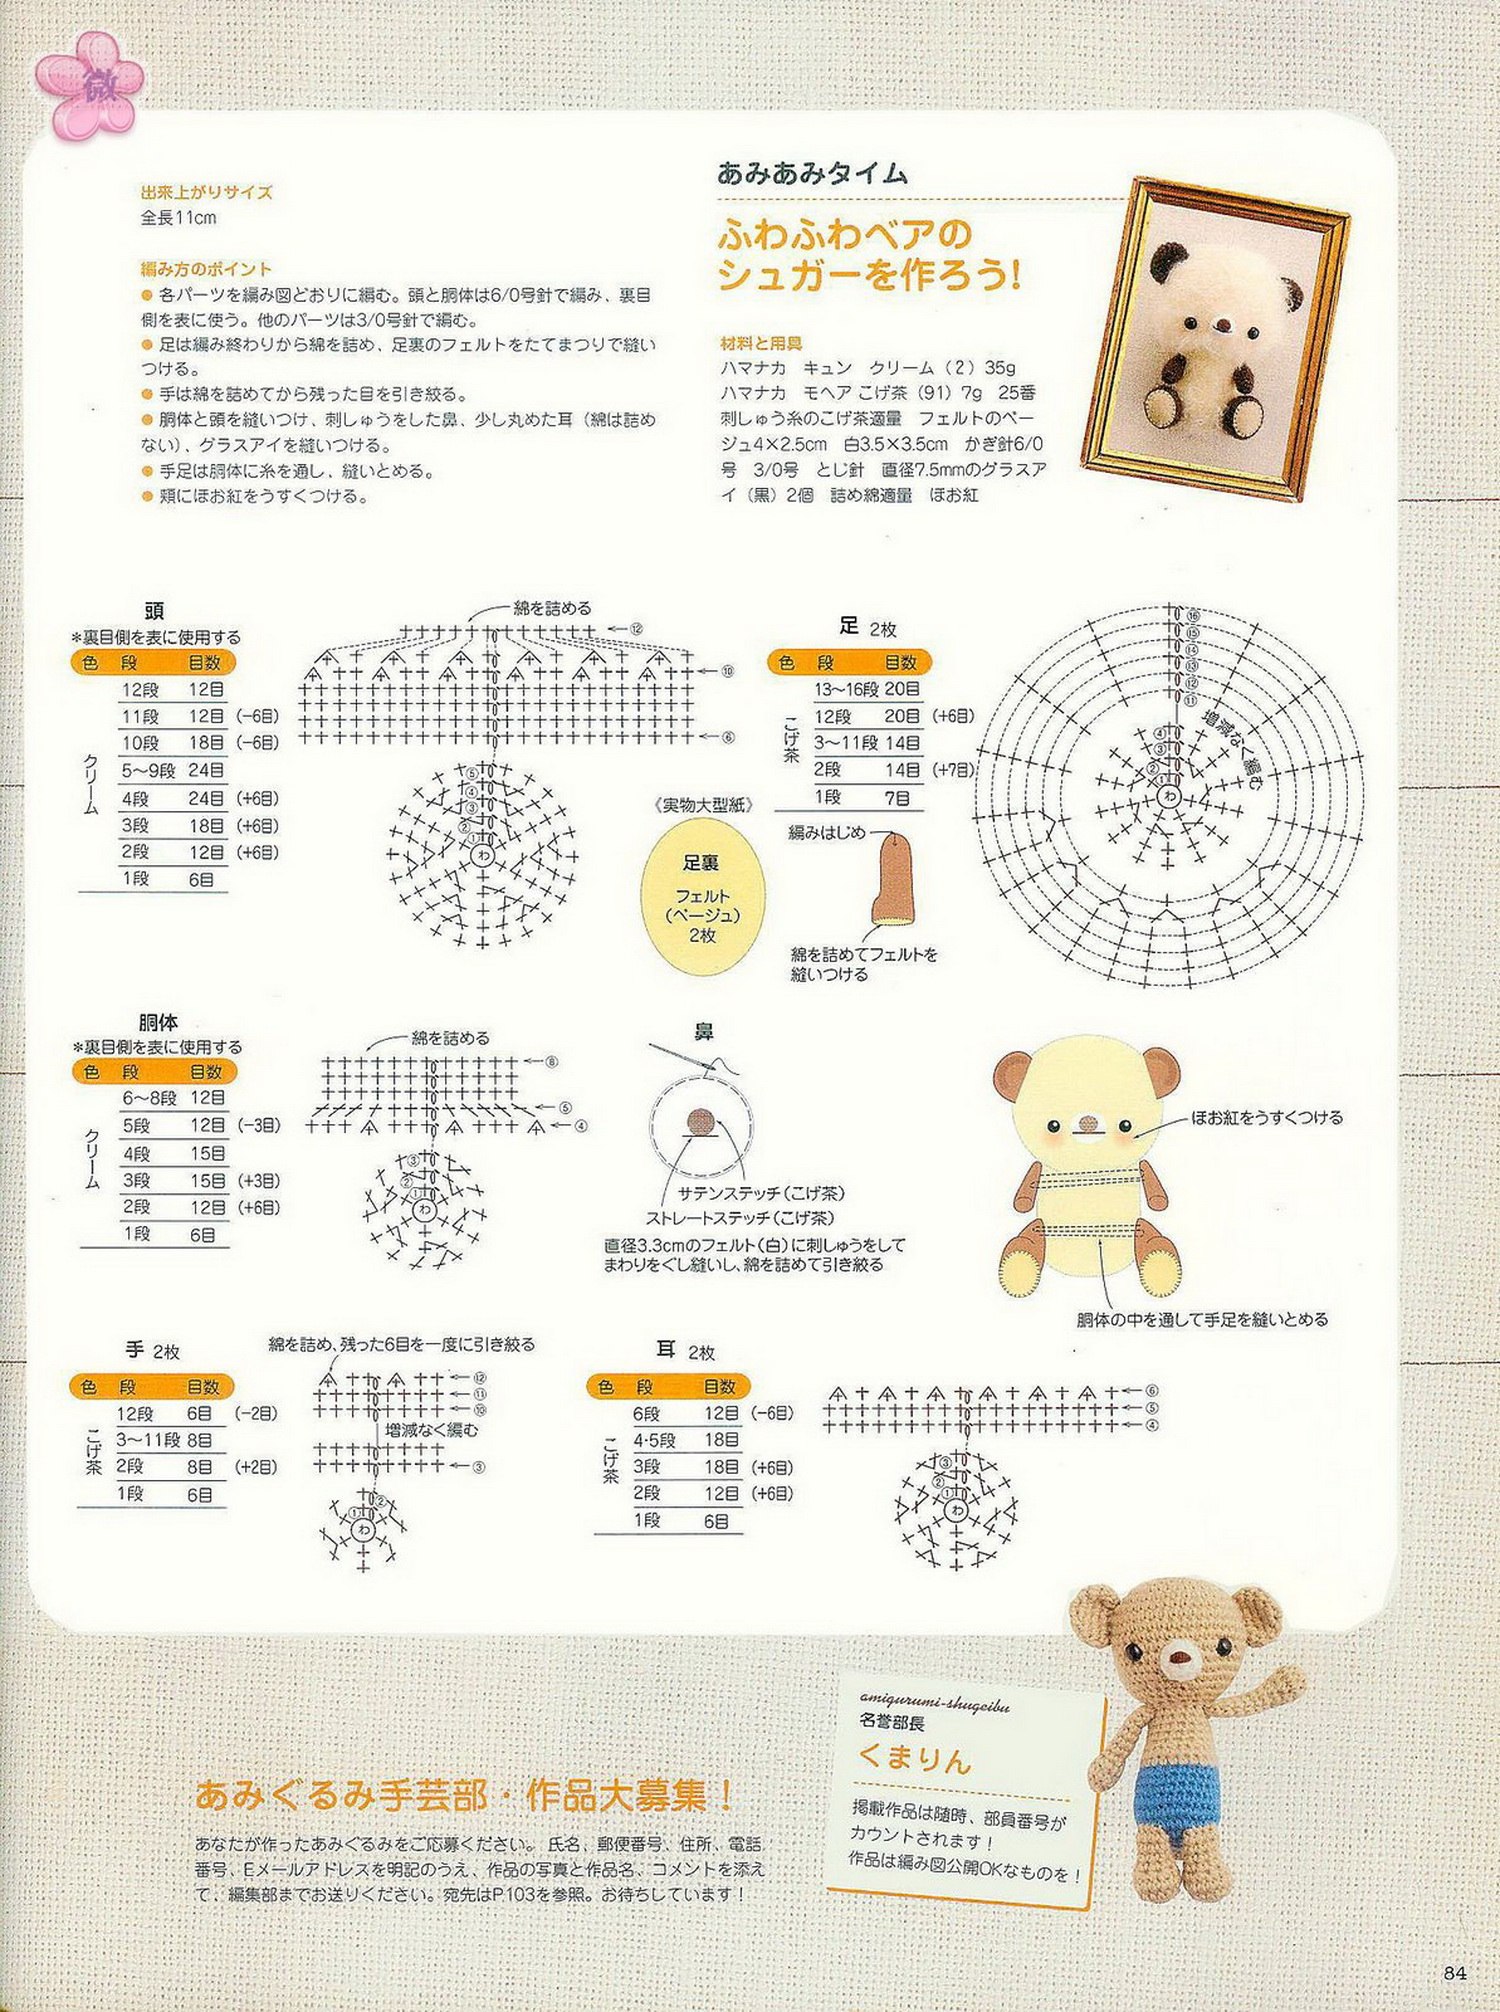 微
出来上がりサイズ
全長11cm
編み方のポイント
● 各パーツを編み図どおりに編む。頭と胴体は6/0号針で編み、裏目
側を表に使う。他のパーツは3/0号針で編む。
● 足は編み終わりから綿を詰め、足裏のフェルトをたてまつりで縫い
つける。
● 手は綿を詰めてから残った目を引き絞る。
● 胴体と頭を縫いつけ、刺しゅうをした鼻、少し丸めた耳（綿は詰め
ない）、グラスアイを縫いつける。
● 手足は胴体に糸を通し、縫いとめる。
● 頬にほお紅をうすくつける。
あみあみタイム
ふわふわベアの
シュガーを作ろう!
材料と用具
ハマナカ　キュン　クリーム（2）35g
ハマナカ　モヘア こげ茶（91）7g　25番
刺しゅう糸のこげ茶適量　フェルトのベー
ジュ4×2.5cm　白3.5×3.5cm　かぎ針6/0
号　3/0号　とじ針　直径7.5mmのグラスア
イ（黒）2個　詰め綿適量　ほお紅
頭
＊裏目側を表に使用する
色　段　目数
クリーム
12段　12目
11段　12目（−6目）
10段　18目（−6目）
5〜9段　24目
4段　24目（+6目）
3段　18目（+6目）
2段　12目（+6目）
1段　6目
綿を詰める
⑫
⑩
⑥
⑤
④
③
②
①
わ
《実物大型紙》
足裏
フェルト
（ベージュ）
2枚
足 2枚
色　段　目数
こげ茶
13〜16段 20目
12段　20目（+6目）
3〜11段 14目
2段　14目（+7目）
1段　7目
編みはじめ
綿を詰めてフェルトを
縫いつける
⑯
⑮
⑭
⑬
⑫
⑪
増減なく編む
④
③
②
①
わ
胴体
＊裏目側を表に使用する
色　段　目数
クリーム
6〜8段　12目
5段　12目（−3目）
4段　15目
3段　15目（+3目）
2段　12目（+6目）
1段　6目
綿を詰める
⑧
⑤
④
③
②
①
わ
鼻
サテンステッチ（こげ茶）
ストレートステッチ（こげ茶）
直径3.3cmのフェルト（白）に刺しゅうをして
まわりをぐし縫いし、綿を詰めて引き絞る
ほお紅をうすくつける
胴体の中を通して手足を縫いとめる
手 2枚
色　段　目数
こげ茶
12段　6目（−2目）
3〜11段 8目
2段　8目（+2目）
1段　6目
綿を詰め、残った6目を一度に引き絞る
⑫
⑪
⑩
増減なく編む
③
②
①
わ
耳 2枚
色　段　目数
こげ茶
6段　12目（−6目）
4·5段　18目
3段　18目（+6目）
2段　12目（+6目）
1段　6目
⑥
⑤
④
③
②
①
わ
あみぐるみ手芸部・作品大募集！
あなたが作ったあみぐるみをご応募ください。 氏名、郵便番号、住所、電話
番号、Eメールアドレスを明記のうえ、作品の写真と作品名、コメントを添え
て、編集部までお送りください。宛先はP.103を参照。お待ちしています！
amigurumi-shugeibu
名誉部長
くまりん
掲載作品は随時、部員番号が
カウントされます！
作品は編み図公開OKなものを！
84